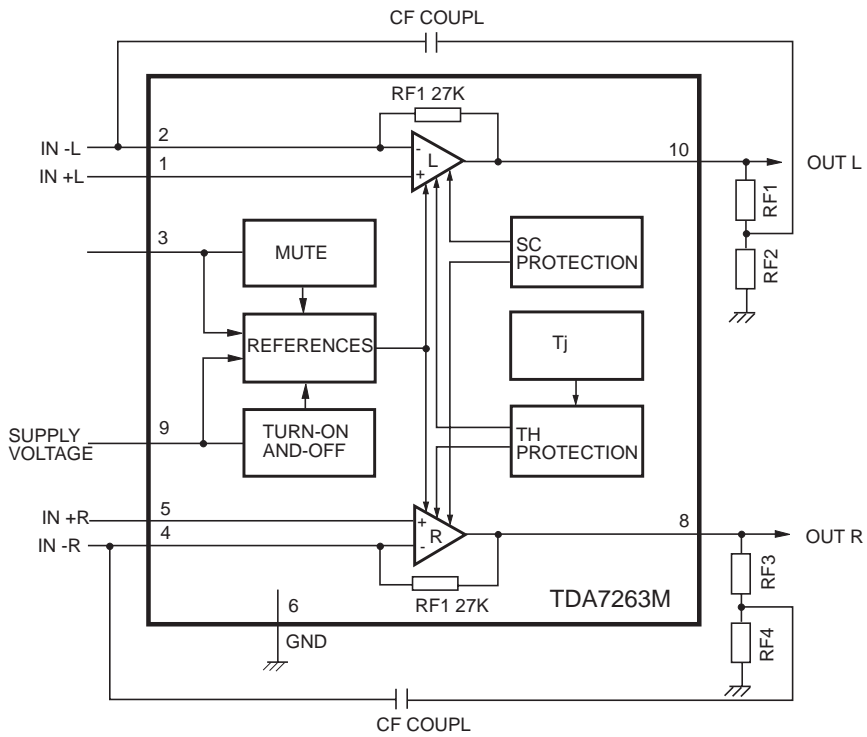 CF COUPL
RF1 27K
IN -L
2
-
L
10
OUT L
IN +L
1
+
RF1
3
MUTE
SC
PROTECTION
RF2
REFERENCES
Tj
SUPPLY
VOLTAGE
9
TURN-ON
AND-OFF
TH
PROTECTION
IN +R
5
+
R
8
OUT R
IN -R
4
-
RF3
RF1 27K
TDA7263M
RF4
6
GND
CF COUPL